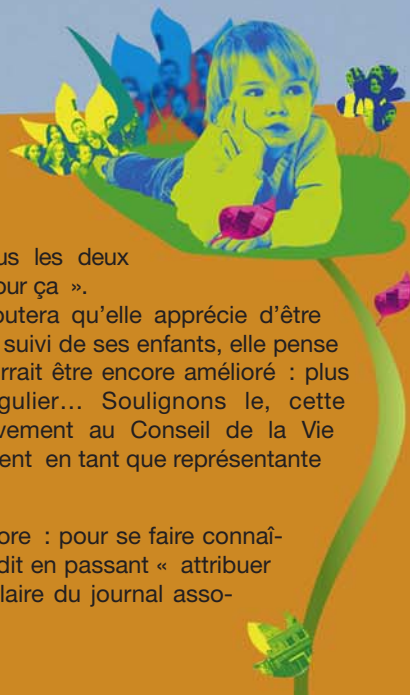 us les deux
our ça ».
outera qu'elle apprécie d'être
suivi de ses enfants, elle pense
rrait être encore amélioré : plus
gulier… Soulignons le, cette
vement au Conseil de la Vie
ent en tant que représentante
ore : pour se faire connaî-
dit en passant « attribuer
laire du journal asso-